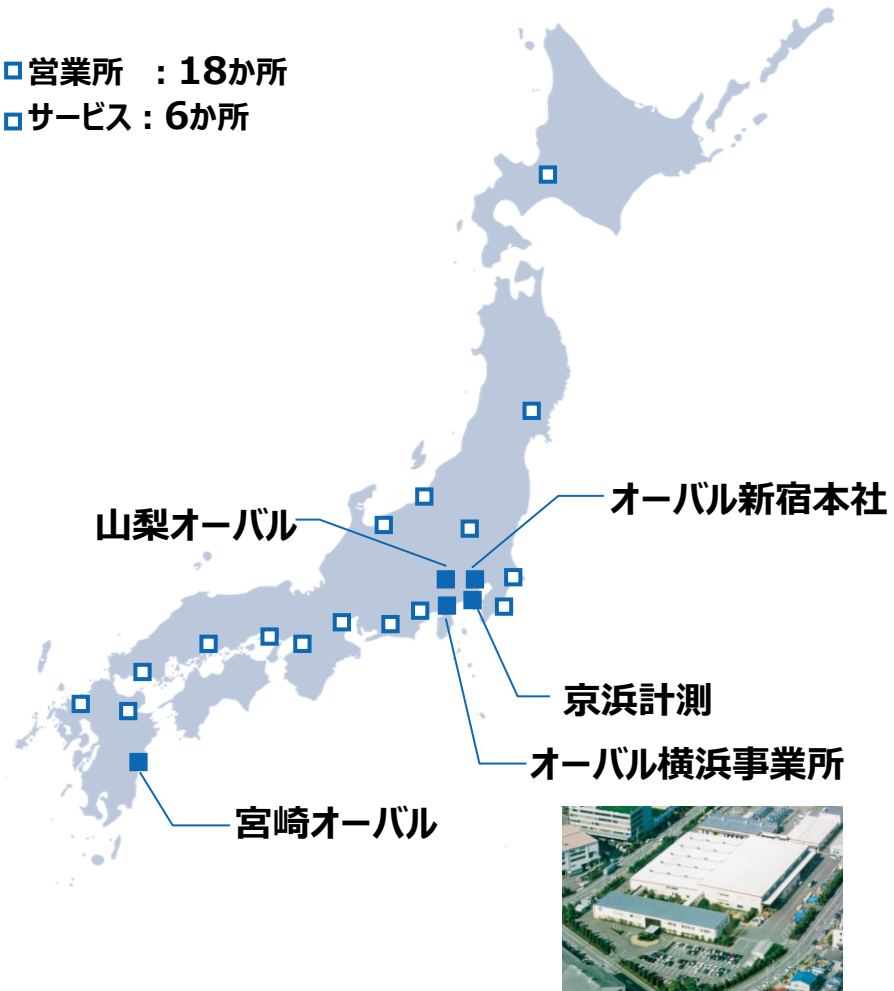 営業所 : 18か所
サービス : 6か所
オーバル新宿本社
山梨オーバル
京浜計測
オーバル横浜事業所
宮崎オーバル